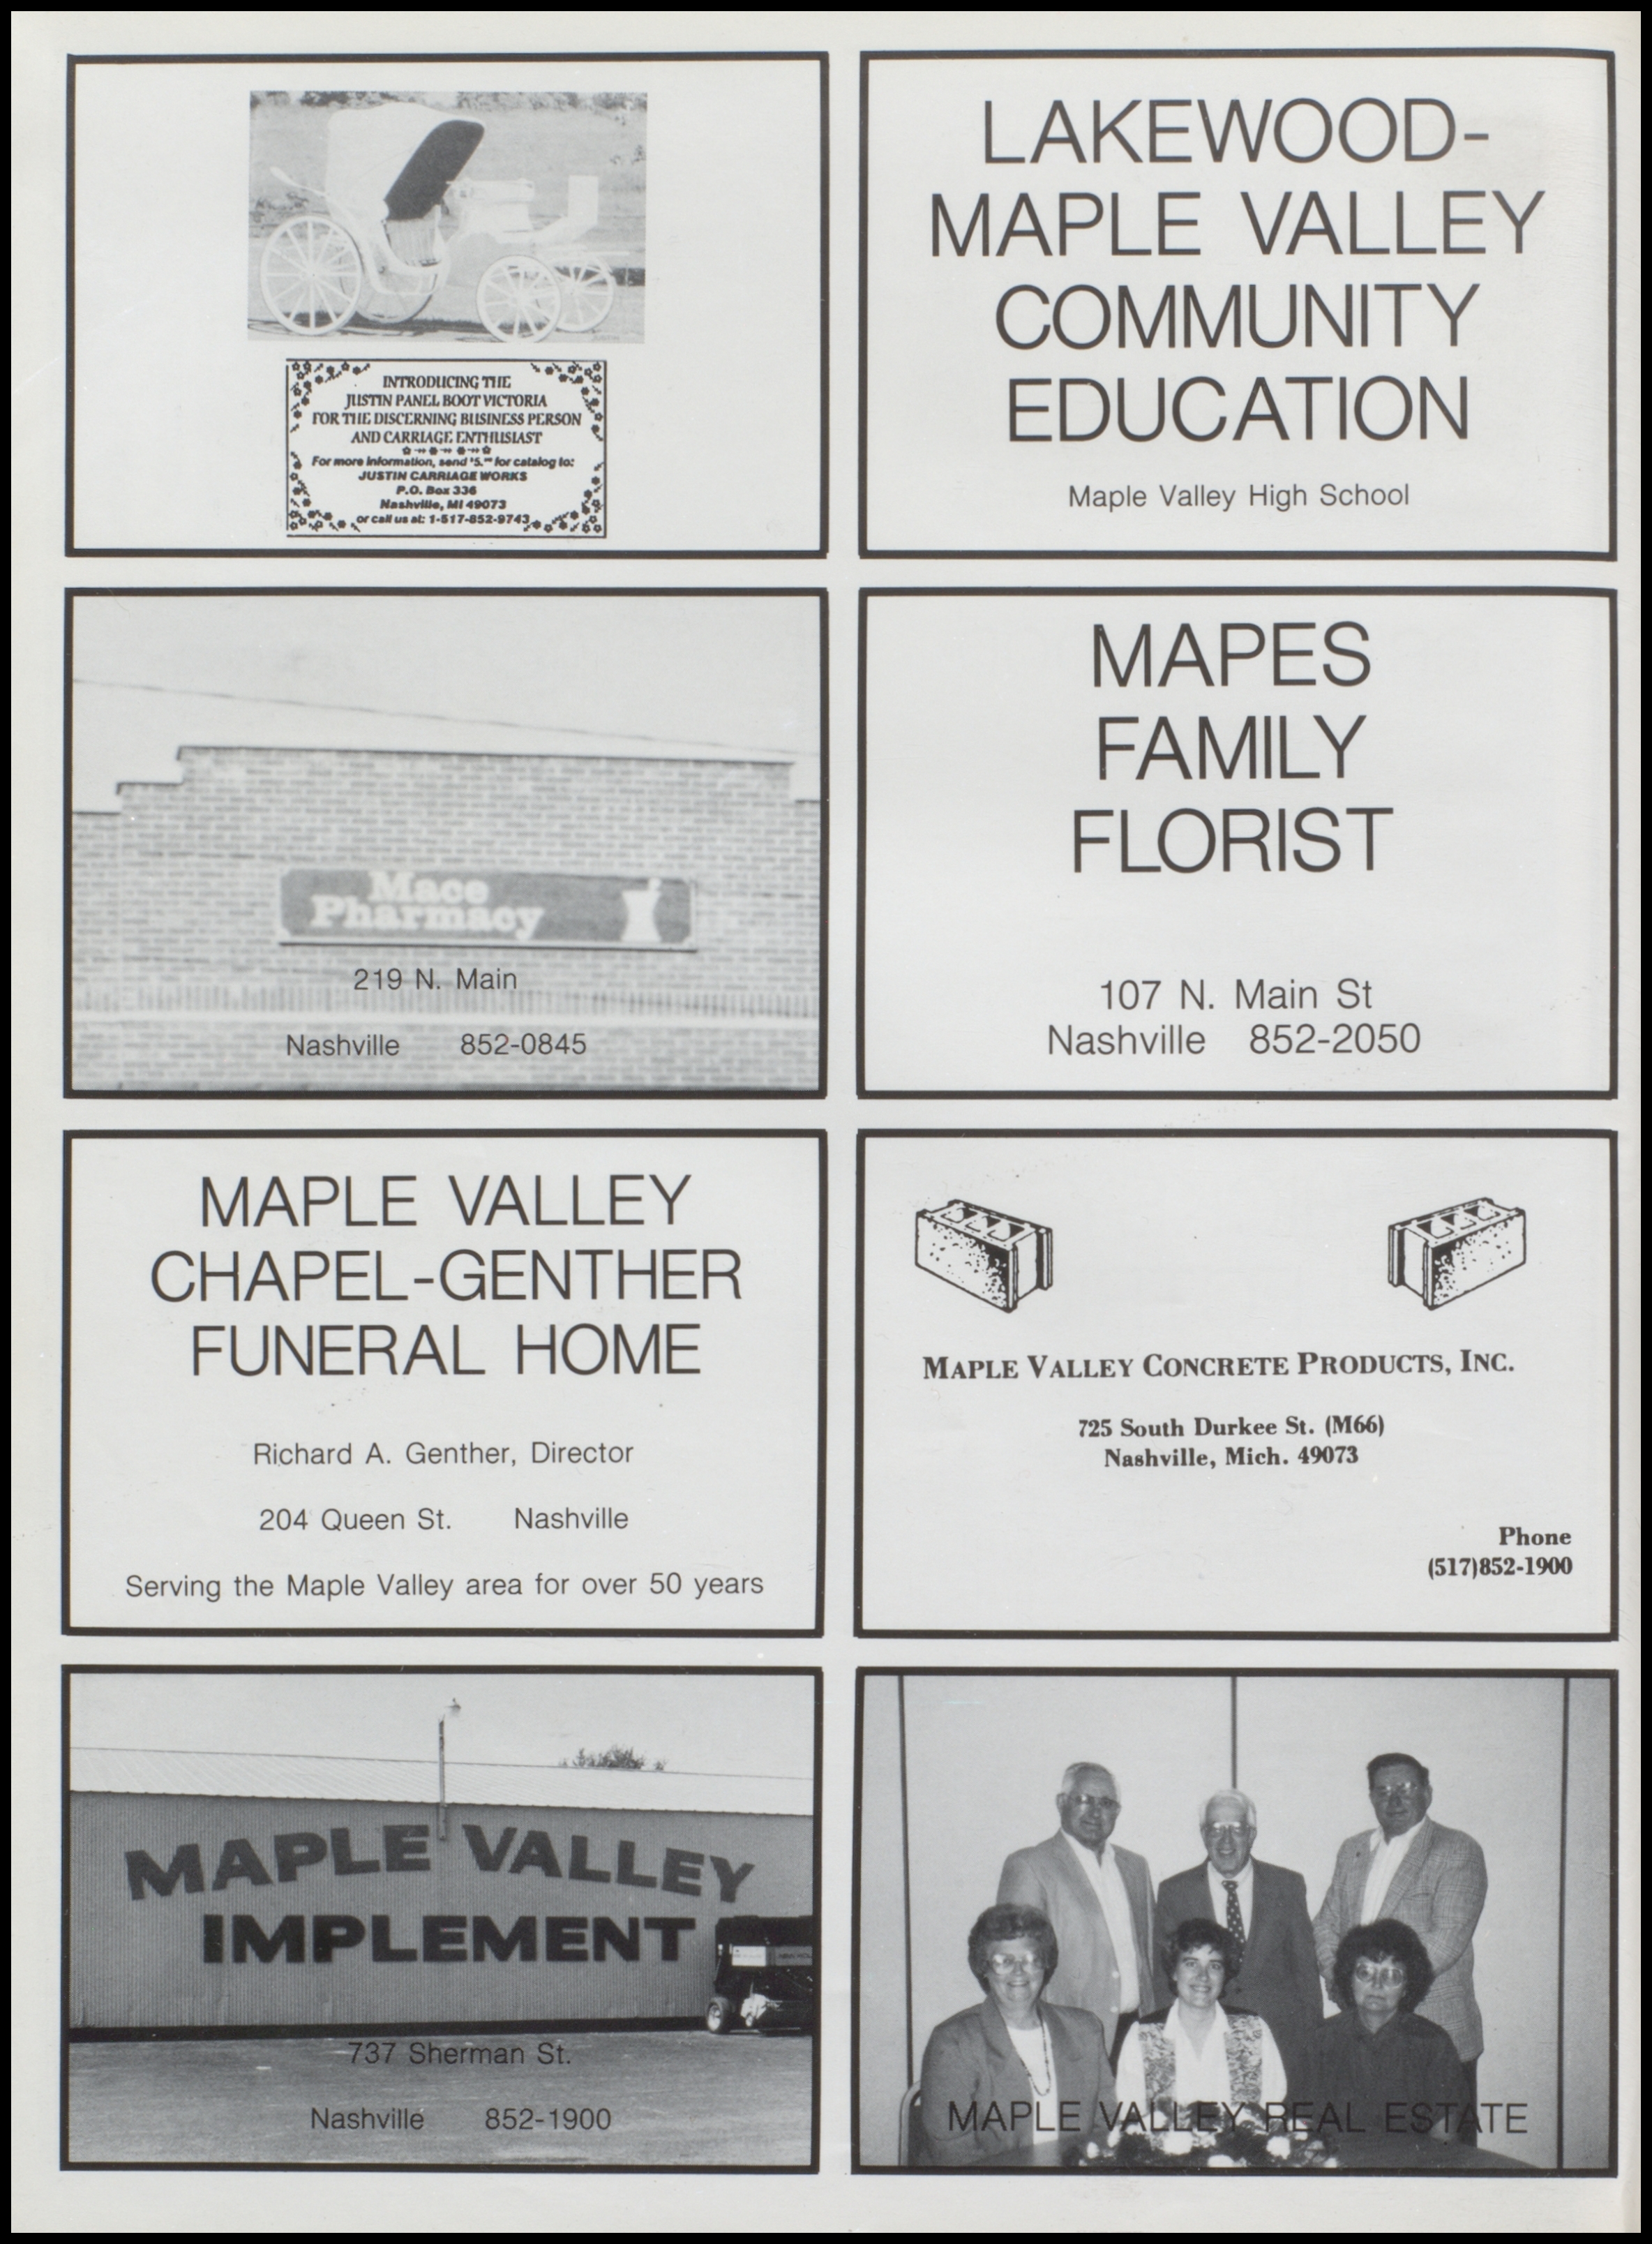 INTRODUCING THE
JUSTIN PANEL BOOT VICTORIA
FOR THE DISCERNING BUSINESS PERSON
AND CARRIAGE ENTHUSIAST
For more information, send $5.00 for catalog to:
JUSTIN CARRIAGE WORKS
P.O. Box 336
Nashville, MI 49073
or call us at: 1-517-852-9743
LAKEWOOD-
MAPLE VALLEY
COMMUNITY
EDUCATION
Maple Valley High School
Mace
Pharmacy
219 N. Main
Nashville 852-0845
MAPES
FAMILY
FLORIST
107 N. Main St
Nashville 852-2050
MAPLE VALLEY
CHAPEL-GENTHER
FUNERAL HOME
Richard A. Genther, Director
204 Queen St. Nashville
Serving the Maple Valley area for over 50 years
MAPLE VALLEY CONCRETE PRODUCTS, INC.
725 South Durkee St. (M66)
Nashville, Mich. 49073
Phone
(517)852-1900
MAPLE VALLEY
IMPLEMENT
737 Sherman St.
Nashville 852-1900
MAPLE VALLEY REAL ESTATE